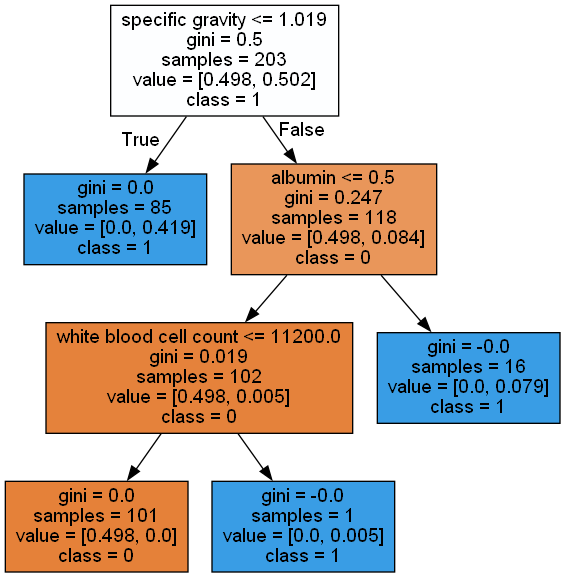 specific gravity <= 1.019
gini = 0.5
samples = 203
value = [0.498, 0.502]
class = 1
True
False
gini = 0.0
samples = 85
value = [0.0, 0.419]
class = 1
albumin <= 0.5
gini = 0.247
samples = 118
value = [0.498, 0.084]
class = 0
white blood cell count <= 11200.0
gini = 0.019
samples = 102
value = [0.498, 0.005]
class = 0
gini = -0.0
samples = 16
value = [0.0, 0.079]
class = 1
gini = 0.0
samples = 101
value = [0.498, 0.0]
class = 0
gini = -0.0
samples = 1
value = [0.0, 0.005]
class = 1